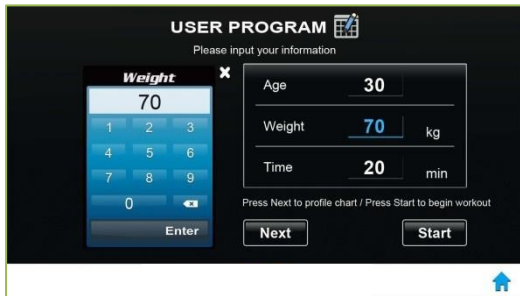 USER PROGRAM
Please input your information
Weight
70
1 2 3
4 5 6
7 8 9
0
Enter
Age 30
Weight 70 kg
Time 20 min
Press Next to profile chart / Press Start to begin workout
Next Start